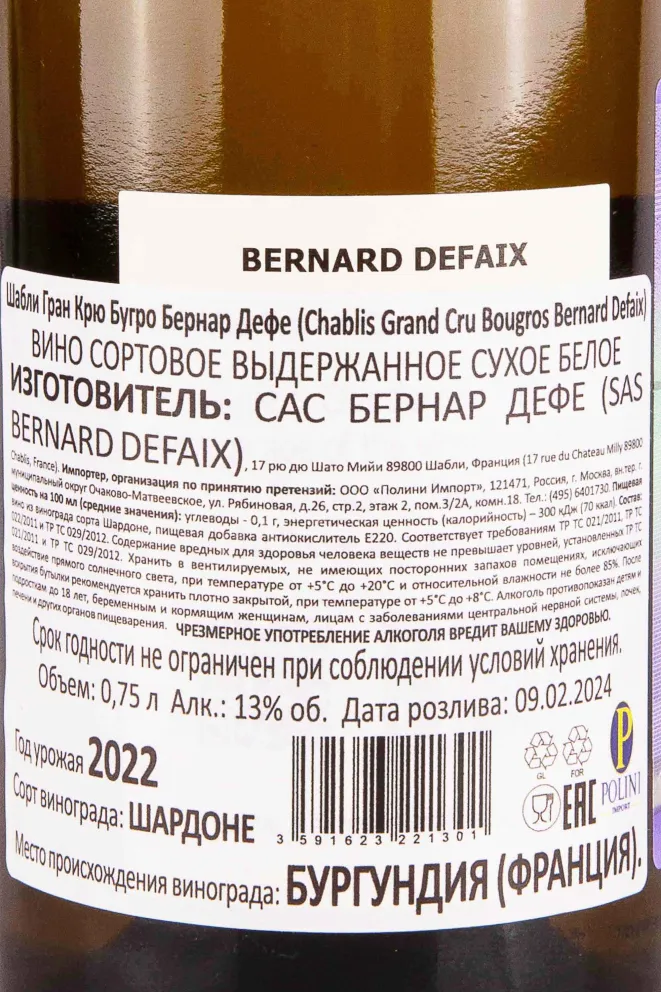 BERNARD DEFAIX
Шабли Гран Крю Бугро Бернар Дефе (Chablis Grand Cru Bougros Bernard Defaix)
ВИНО СОРТОВОЕ ВЫДЕРЖАННОЕ СУХОЕ БЕЛОЕ
ИЗГОТОВИТЕЛЬ: САС БЕРНАР ДЕФЕ (SAS
BERNARD DEFAIX), 17 рю дю Шато Мийи 89800 Шабли, Франция (17 rue du Chateau Milly 89800
Chablis, France). Импортер, организация по принятию претензий: ООО «Полини Импорт», 121471, Россия, г. Москва, вн.тер. г.
муниципальный округ Очаково-Матвеевское, ул. Рябиновая, д.26, стр.2, этаж 2, пом.3/2А, комн.18. Тел.: (495) 6401730. Пищевая
ценность на 100 мл (средние значения): углеводы - 0,1 г, энергетическая ценность (калорийность) – 300 кДж (70 ккал). Состав:
вино из винограда сорта Шардоне, пищевая добавка антиокислитель Е220. Соответствует требованиям ТР ТС 021/2011, ТР ТС
022/2011 и ТР ТС 029/2012. Содержание вредных для здоровья человека веществ не превышает уровней, установленных ТР ТС
021/2011 и ТР ТС 029/2012. Хранить в вентилируемых, не имеющих посторонних запахов помещениях, исключающих
воздействие прямого солнечного света, при температуре от +5°С до +20°С и относительной влажности не более 85%. После
вскрытия бутылки рекомендуется хранить плотно закрытой, при температуре от +5°С до +8°С. Алкоголь противопоказан детям и
подросткам до 18 лет, беременным и кормящим женщинам, лицам с заболеваниями центральной нервной системы, почек,
печени и других органов пищеварения. ЧРЕЗМЕРНОЕ УПОТРЕБЛЕНИЕ АЛКОГОЛЯ ВРЕДИТ ВАШЕМУ ЗДОРОВЬЮ.
Срок годности не ограничен при соблюдении условий хранения.
Объем: 0,75 л Алк.: 13% об. Дата розлива: 09.02.2024
Год урожая 2022
Сорт винограда: ШАРДОНЕ
3 591623 221301
GL FOR
EAC
P
POLINI
IMPORT
Место происхождения винограда: БУРГУНДИЯ (ФРАНЦИЯ).